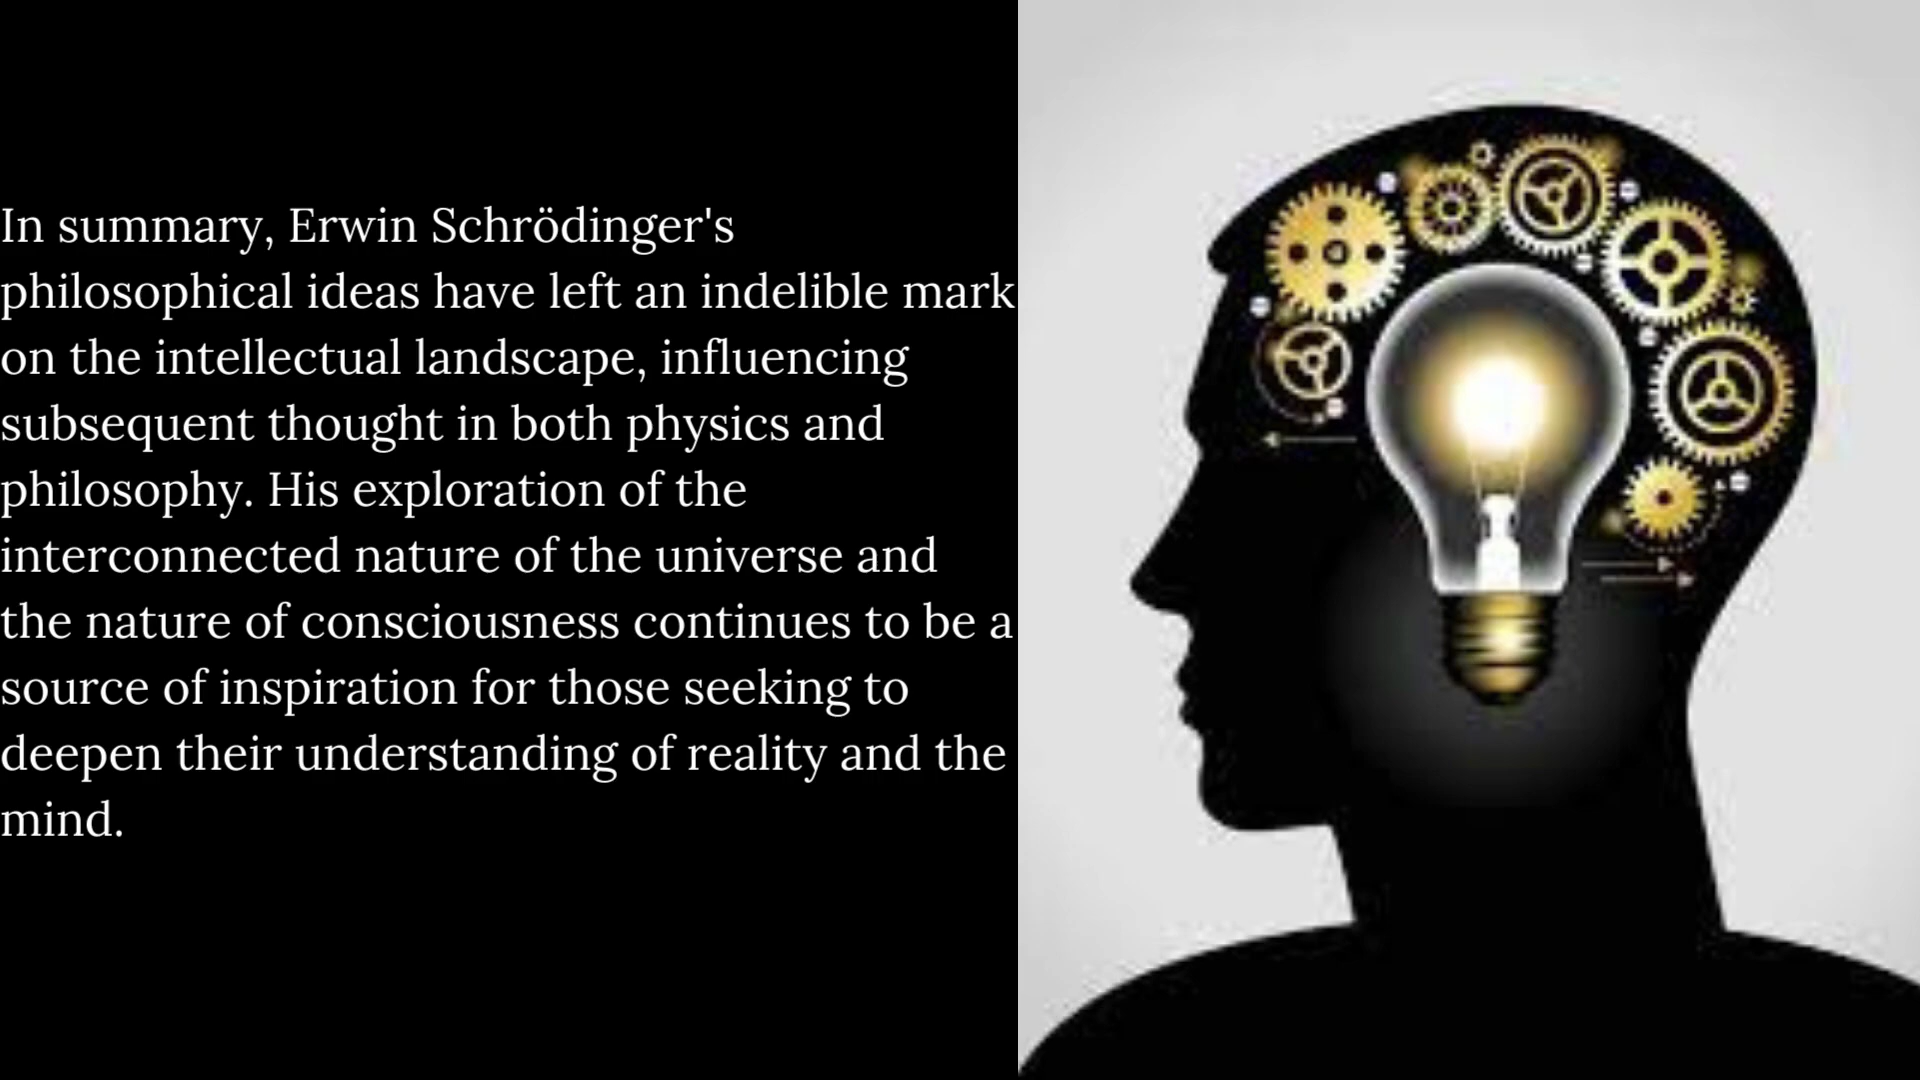 In summary, Erwin Schrödinger's
philosophical ideas have left an indelible mark
on the intellectual landscape, influencing
subsequent thought in both physics and
philosophy. His exploration of the
interconnected nature of the universe and
the nature of consciousness continues to be a
source of inspiration for those seeking to
deepen their understanding of reality and the
mind.